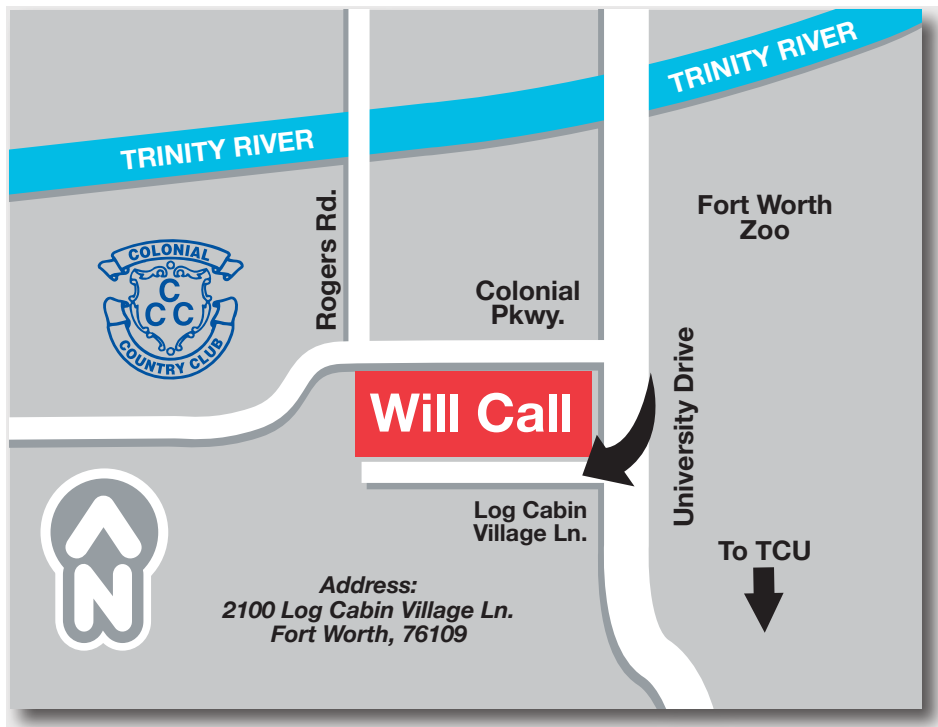 TRINITY RIVER
TRINITY RIVER
Fort Worth
Zoo
Rogers Rd.
COLONIAL
C
CC
COUNTRY CLUB
Colonial
Pkwy.
University Drive
Will Call
Log Cabin
Village Ln.
To TCU
N
Address:
2100 Log Cabin Village Ln.
Fort Worth, 76109